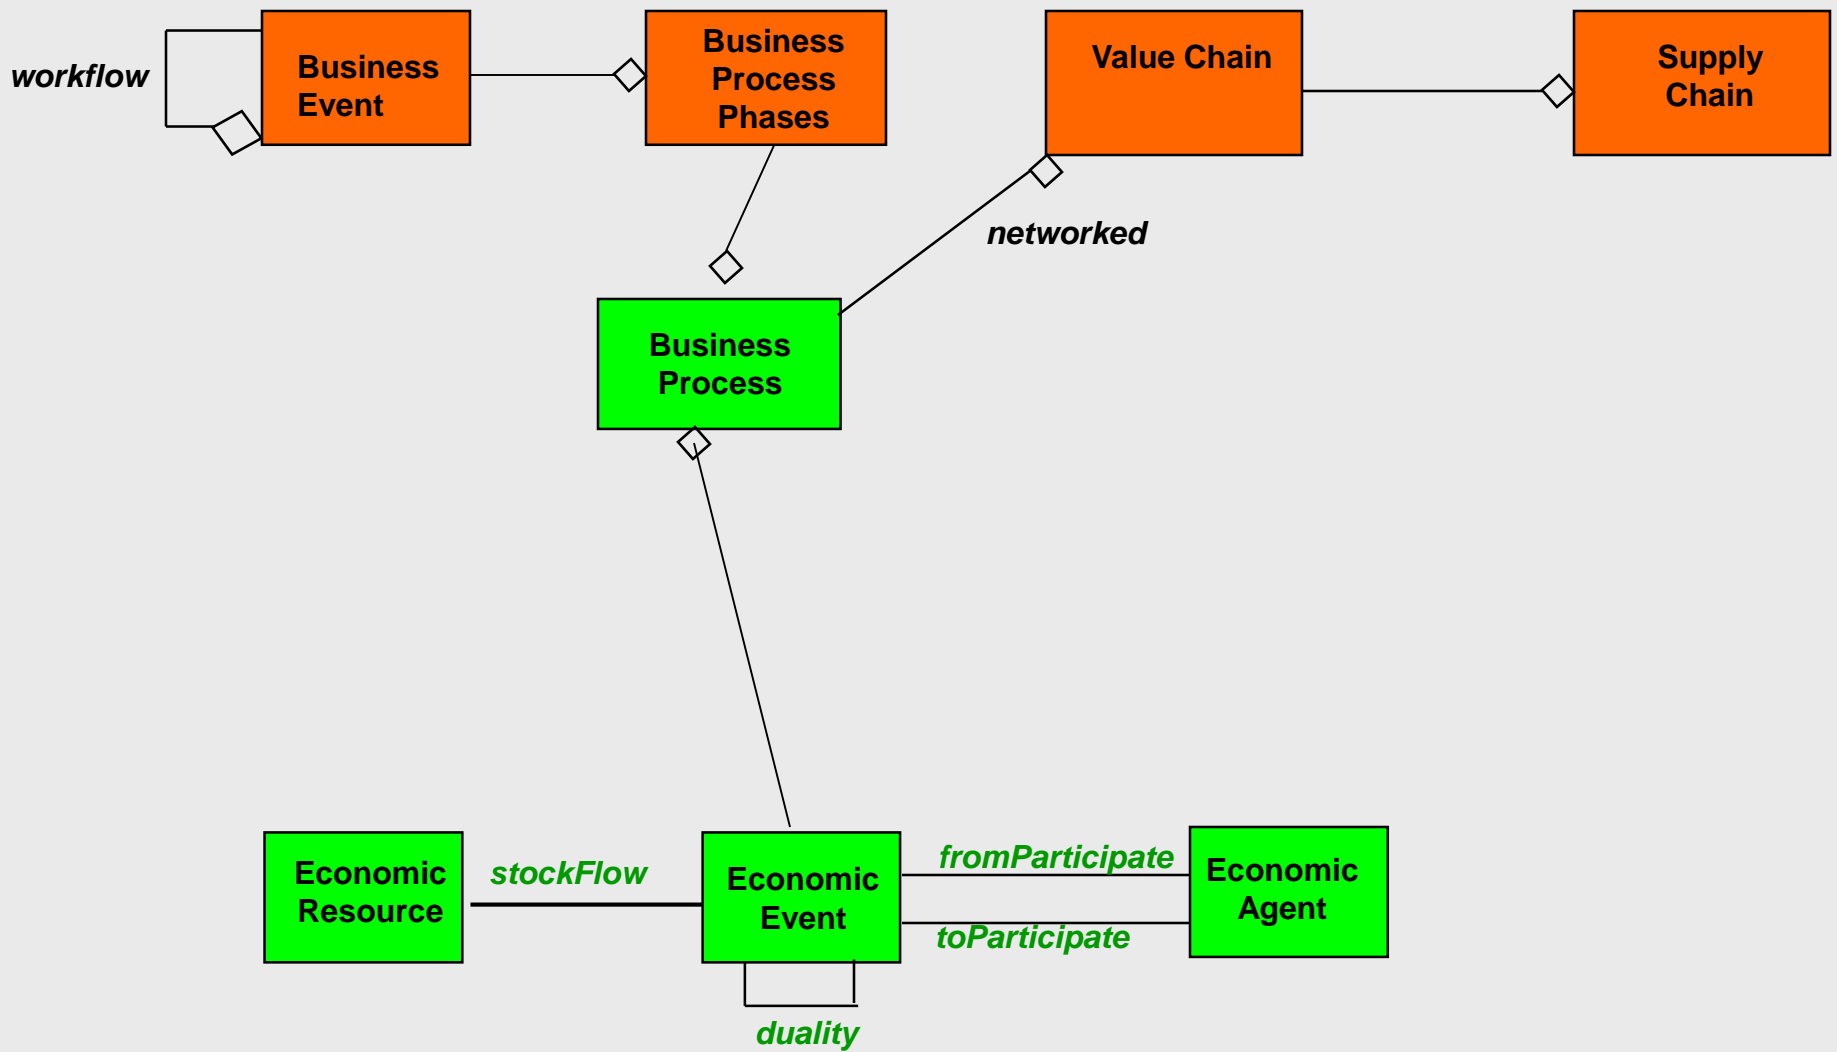 workflow
Business
Event
Business
Process
Phases
Value Chain
Supply
Chain
networked
Business
Process
Economic
Resource
stockFlow
Economic
Event
fromParticipate
toParticipate
Economic
Agent
duality